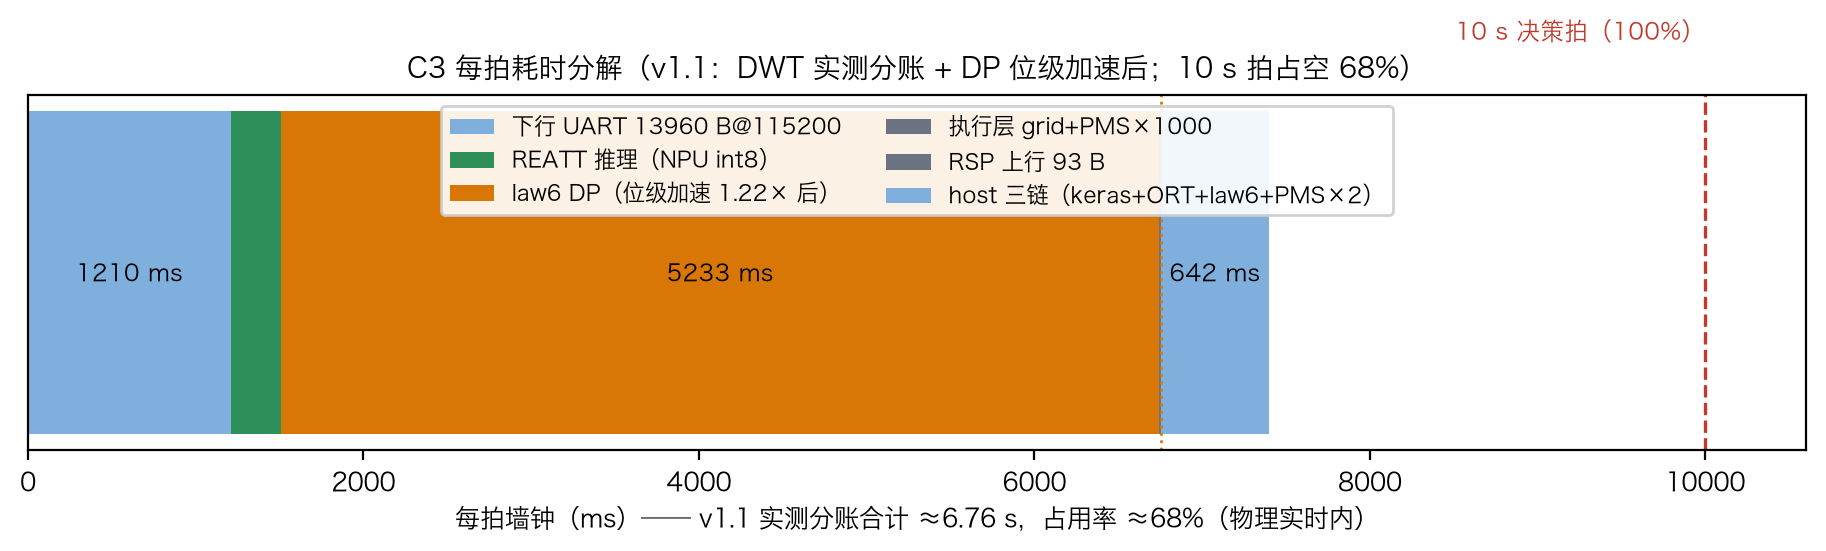 10 s 决策拍（100%）
C3 每拍耗时分解（v1.1：DWT 实测分账 + DP 位级加速后；10 s 拍占空 68%）
下行 UART 13960 B@115200
REATT 推理（NPU int8）
law6 DP（位级加速 1.22× 后）
执行层 grid+PMS×1000
RSP 上行 93 B
host 三链（keras+ORT+law6+PMS×2）
1210 ms
5233 ms
642 ms
0
2000
4000
6000
8000
10000
每拍墙钟（ms）—— v1.1 实测分账合计 ≈6.76 s，占用率 ≈68%（物理实时内）